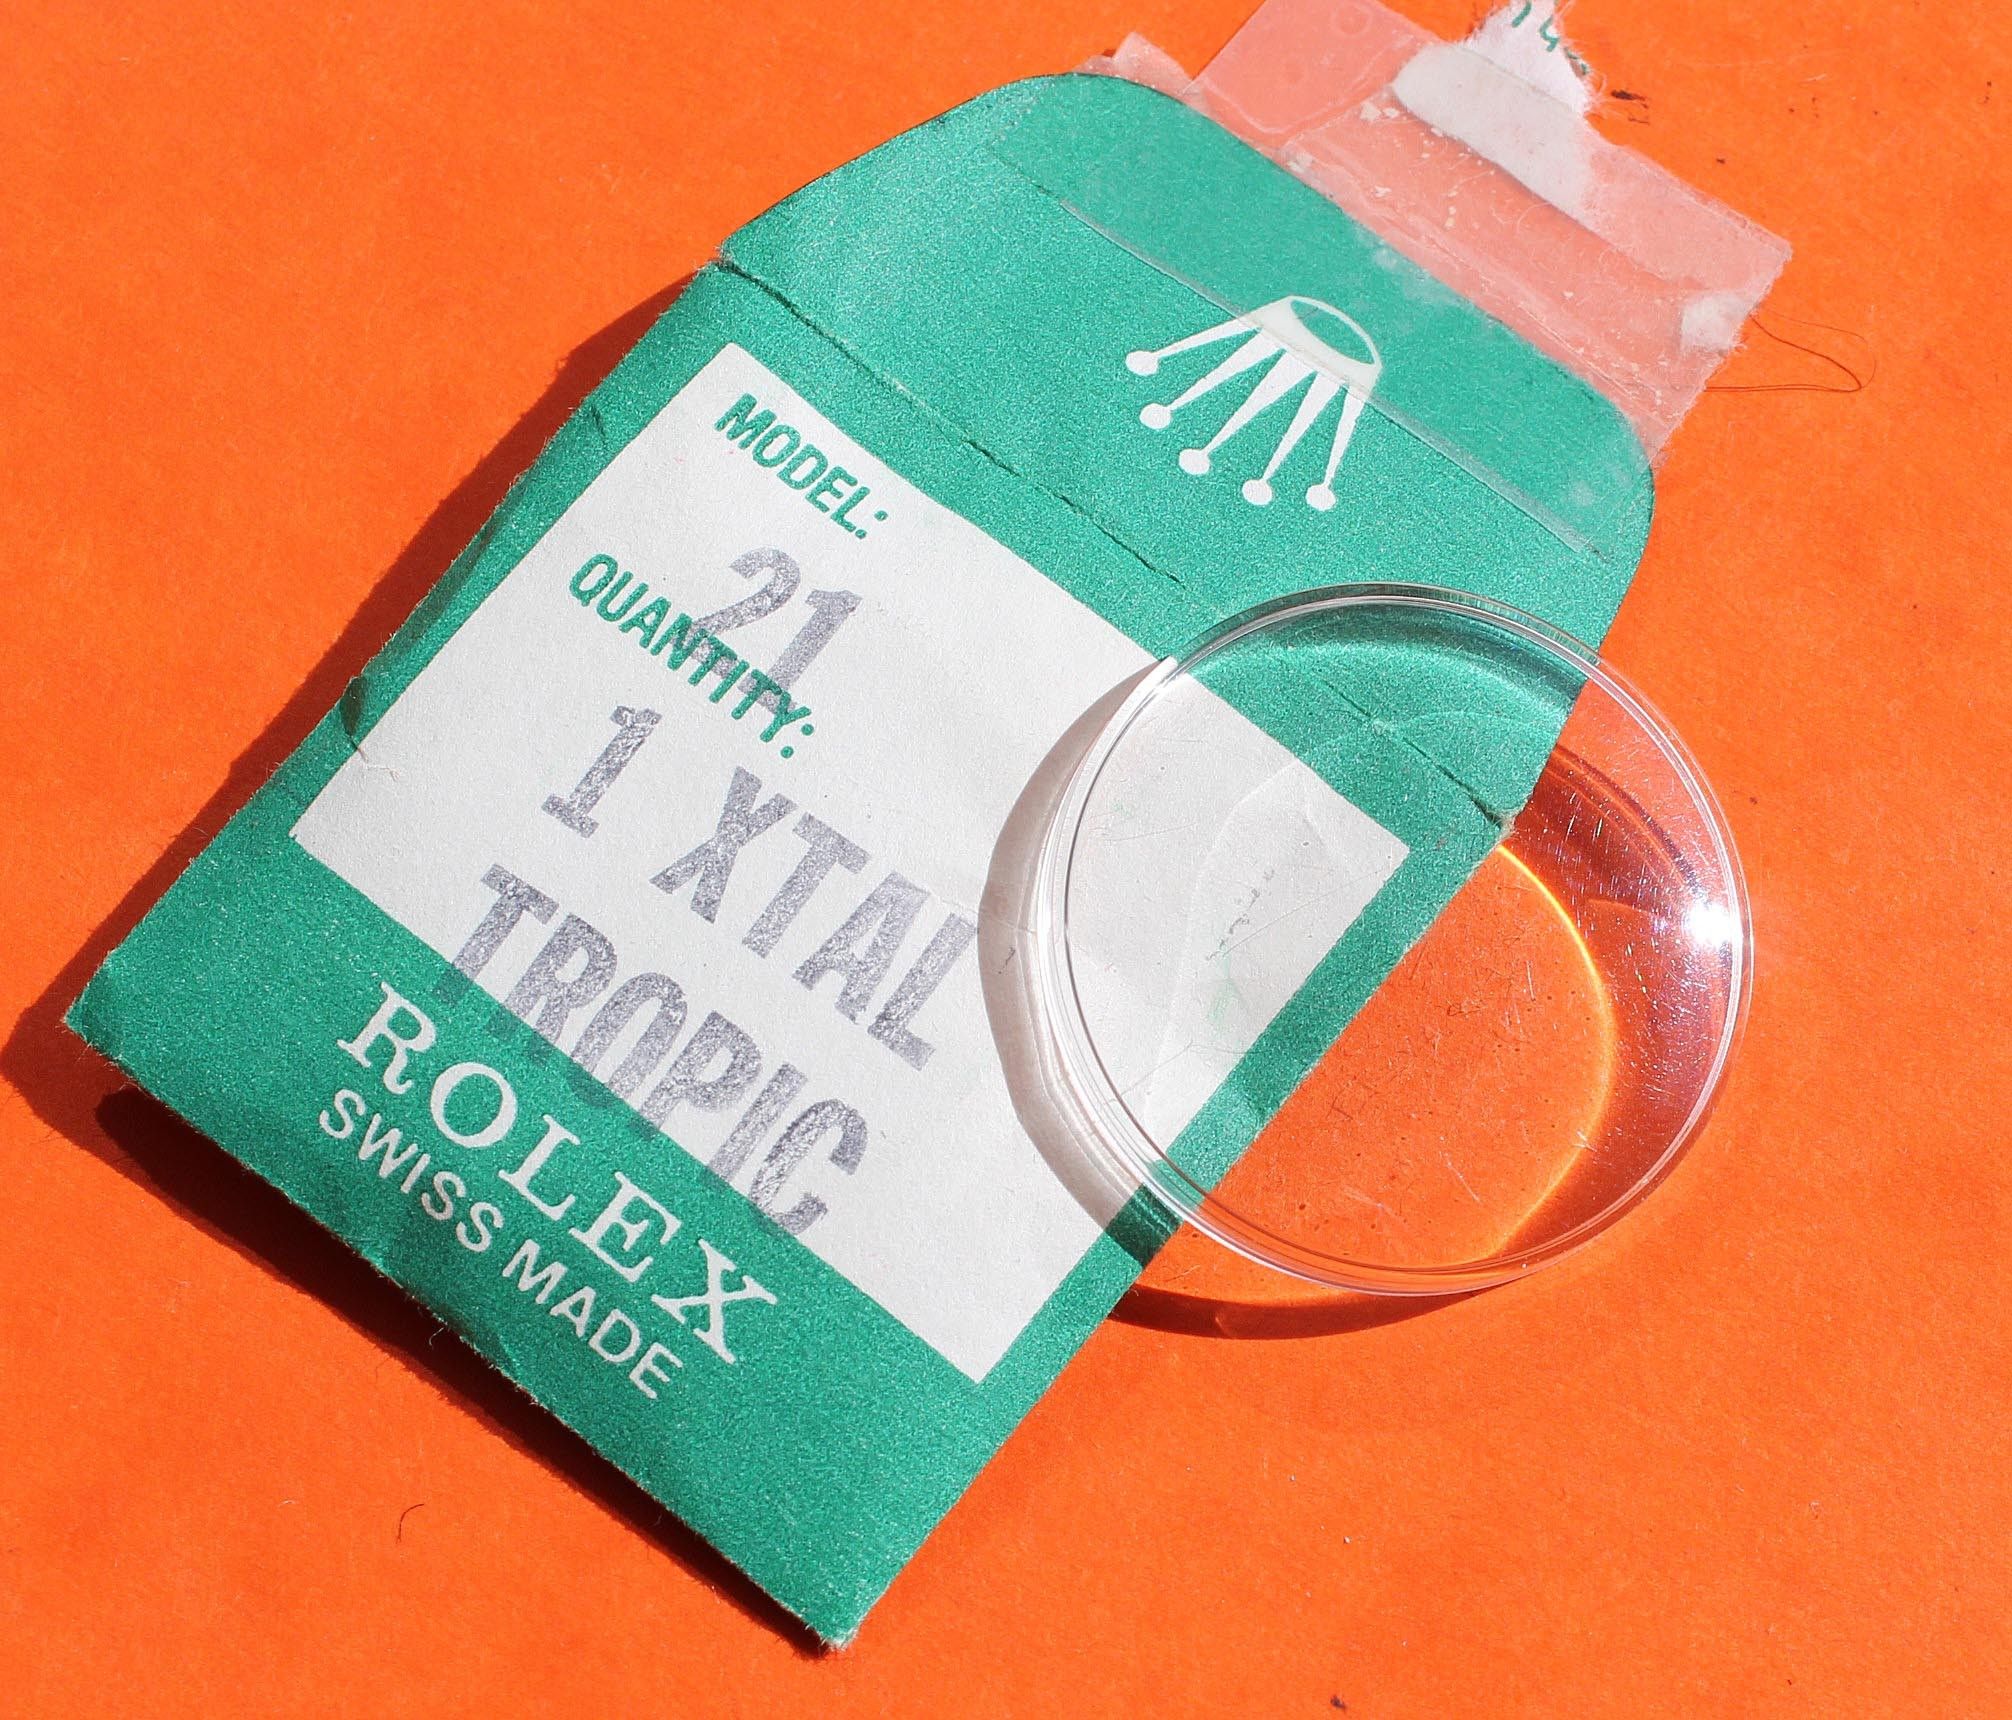 MODEL:
21
QUANTITY:
1 XTAL
TROPIC
ROLEX
SWISS MADE